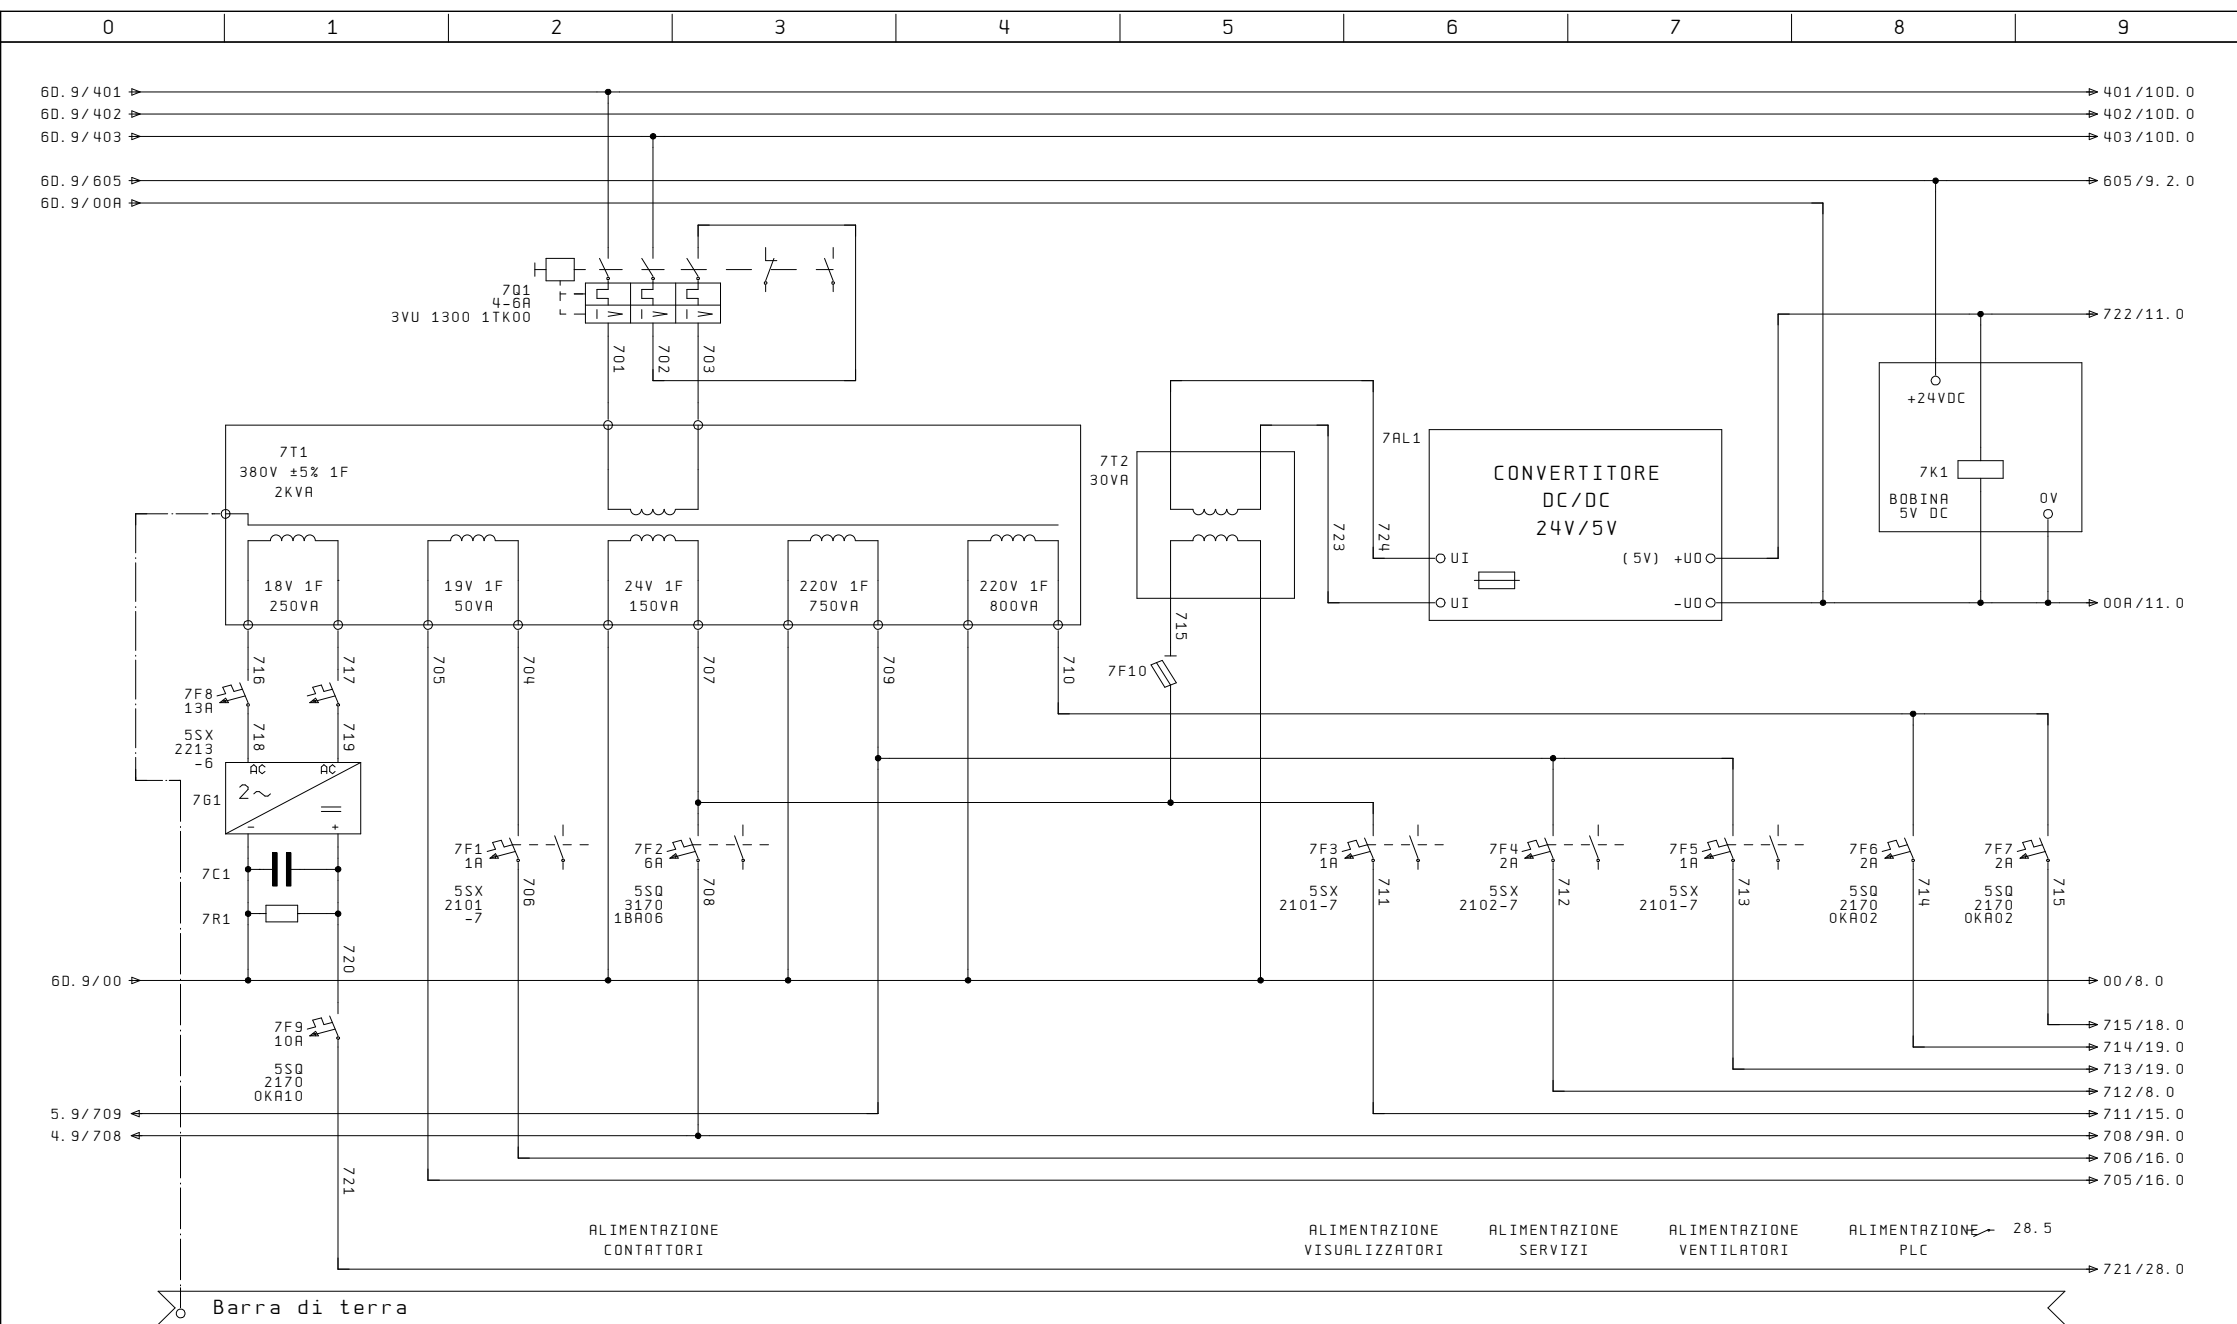 0 1 2 3 4 5 6 7 8 9
6D.9/401 401/10D.0
6D.9/402 402/10D.0
6D.9/403 403/10D.0
6D.9/605 605/9.2.0
6D.9/00A
7Q1
4-6A
3VU 1300 1TK00
722/11.0
701 702 703
+24VDC
7K1
BOBINA
5V DC
0V
7T1
380V ±5% 1F
2KVA
7T2
30VA
7AL1
CONVERTITORE
DC/DC
24V/5V
723 724
UI (5V) +UO
UI -UO
00A/11.0
18V 1F
250VA
19V 1F
50VA
24V 1F
150VA
220V 1F
750VA
220V 1F
800VA
715
7F10
716 717 705 704 707 709 710
7F8
13A
5SX
2213
-6
718 719
AC AC
7G1
2~
- +
7C1
7R1
720
7F1
1A
5SX
2101
-7
706
7F2
6A
5SQ
3170
1BA06
708
7F3
1A
5SX
2101-7
711
7F4
2A
5SX
2102-7
712
7F5
1A
5SX
2101-7
713
7F6
2A
5SQ
2170
0KA02
714
7F7
2A
5SQ
2170
0KA02
715
6D.9/00 00/8.0
7F9
10A
5SQ
2170
0KA10
715/18.0
714/19.0
713/19.0
712/8.0
5.9/709 711/15.0
4.9/708 708/9A.0
706/16.0
705/16.0
721
ALIMENTAZIONE
CONTATTORI
ALIMENTAZIONE
VISUALIZZATORI
ALIMENTAZIONE
SERVIZI
ALIMENTAZIONE
VENTILATORI
ALIMENTAZIONE
PLC
28.5
721/28.0
Barra di terra